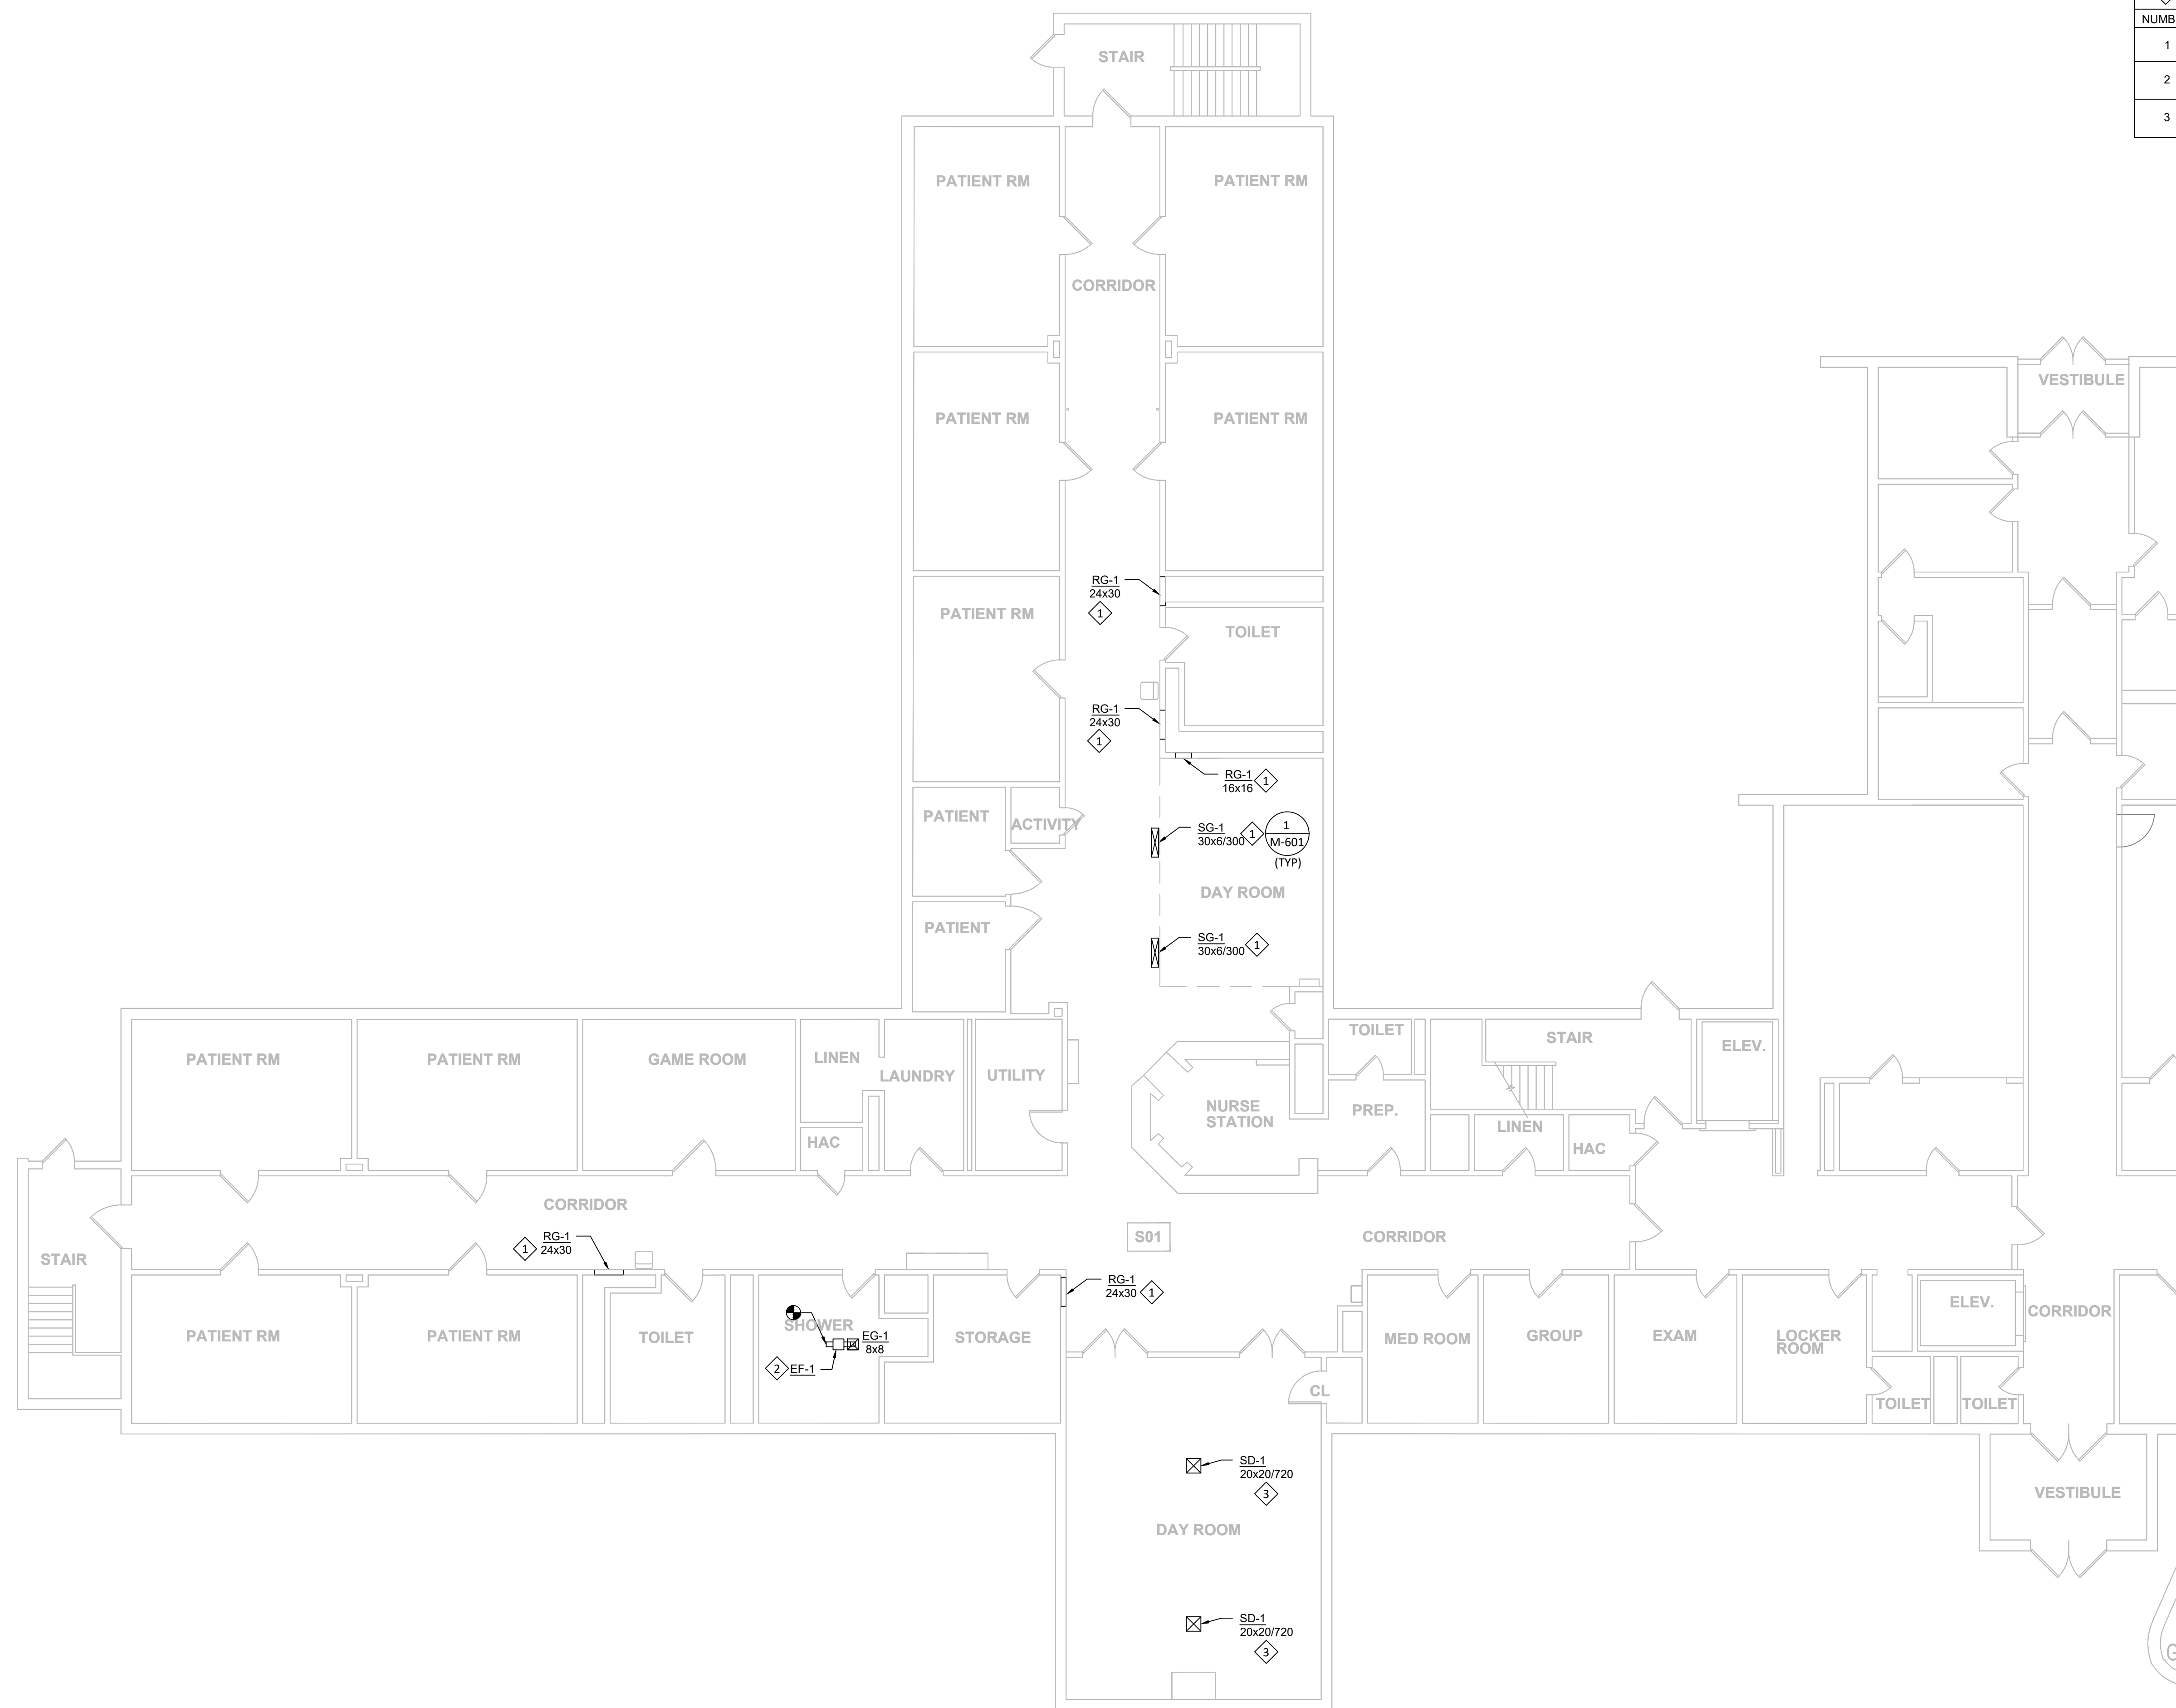 NUMB
1
2
3
STAIR
PATIENT RM
PATIENT RM
CORRIDOR
VESTIBULE
PATIENT RM
PATIENT RM
RG-1
24x30
1
PATIENT RM
TOILET
RG-1
24x30
1
RG-1
16x16
1
PATIENT
ACTIVITY
SG-1
30x6/300
1
1
M-601
(TYP)
DAY ROOM
PATIENT
SG-1
30x6/300
1
PATIENT RM
PATIENT RM
GAME ROOM
LINEN
LAUNDRY
UTILITY
TOILET
STAIR
ELEV.
NURSE
STATION
PREP.
LINEN
HAC
HAC
CORRIDOR
S01
CORRIDOR
STAIR
RG-1
24x30
1
RG-1
24x30
1
ELEV.
CORRIDOR
PATIENT RM
PATIENT RM
TOILET
SHOWER
EG-1
8x8
2
EF-1
STORAGE
MED ROOM
GROUP
EXAM
LOCKER
ROOM
CL
TOILET
TOILET
SD-1
20x20/720
3
VESTIBULE
DAY ROOM
SD-1
20x20/720
3
G